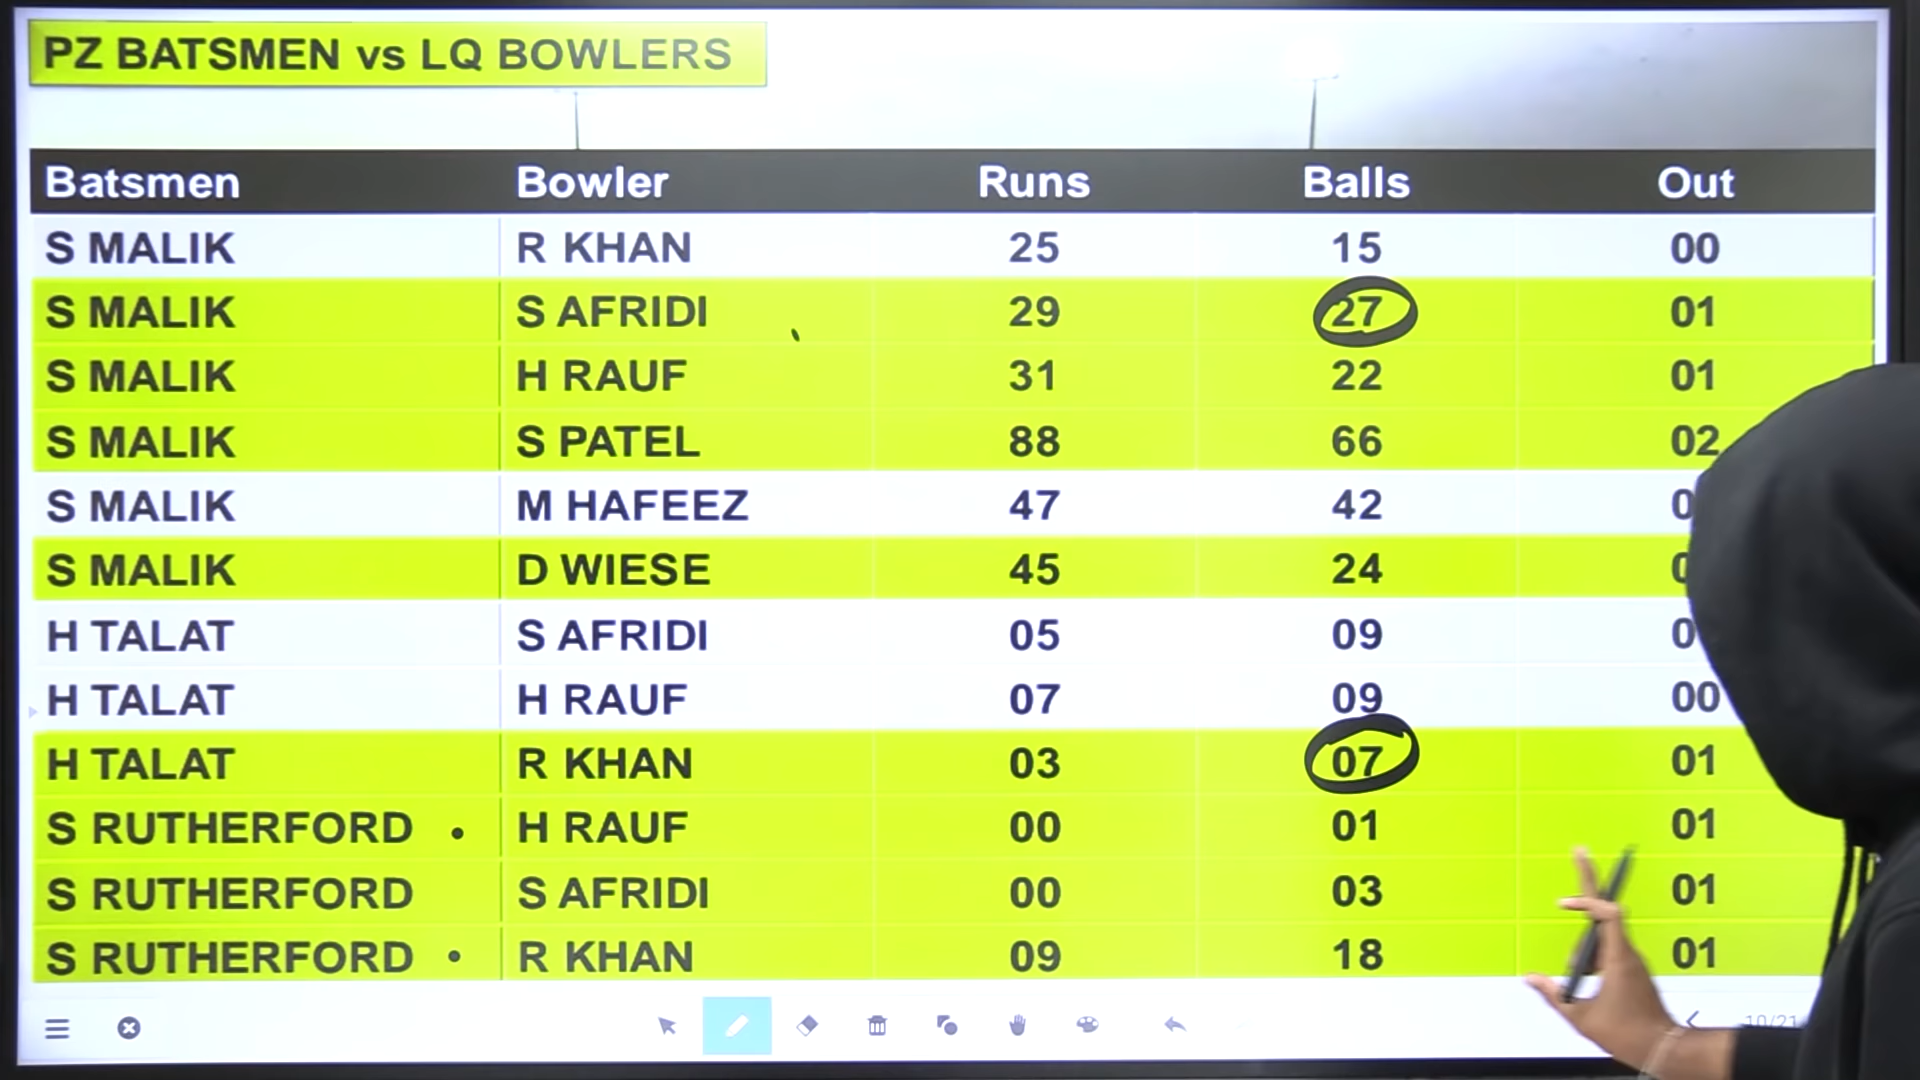 PZ BATSMEN vs LQ BOWLERS
Batsmen Bowler Runs Balls Out
S MALIK R KHAN 25 15 00
S MALIK S AFRIDI 29 27 01
S MALIK H RAUF 31 22 01
S MALIK S PATEL 88 66 02
S MALIK M HAFEEZ 47 42
S MALIK D WIESE 45 24
H TALAT S AFRIDI 05 09
H TALAT H RAUF 07 09 00
H TALAT R KHAN 03 07 01
S RUTHERFORD H RAUF 00 01 01
S RUTHERFORD S AFRIDI 00 03 01
S RUTHERFORD R KHAN 09 18 01
10/21